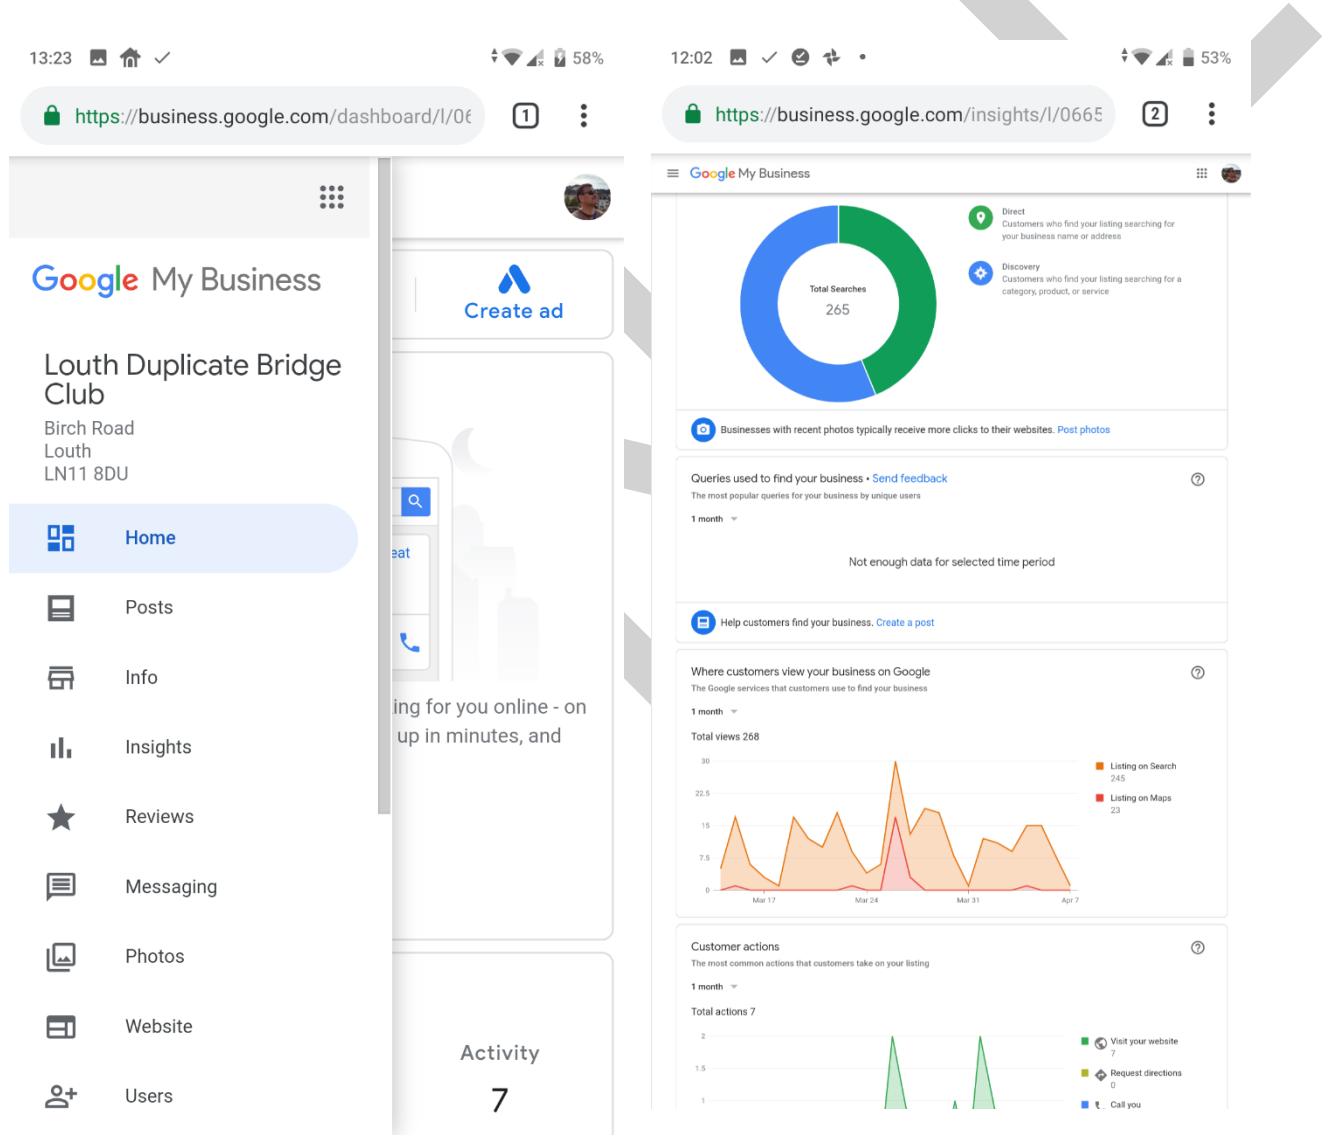 13:23
58%
https://business.google.com/dashboard/l/06
1
Google My Business
Louth Duplicate Bridge
Club
Birch Road
Louth
LN11 8DU
Home
Posts
Info
Insights
Reviews
Messaging
Photos
Website
Users
Create ad
eat
ing for you online - on
up in minutes, and
Activity
7
12:02
53%
https://business.google.com/insights/l/0665
2
Google My Business
Total Searches
265
Direct
Customers who find your listing searching for
your business name or address
Discovery
Customers who find your listing searching for a
category, product, or service
Businesses with recent photos typically receive more clicks to their websites. Post photos
Queries used to find your business • Send feedback
The most popular queries for your business by unique users
1 month
Not enough data for selected time period
Help customers find your business. Create a post
Where customers view your business on Google
The Google services that customers use to find your business
1 month
Total views 268
30
22.5
15
7.5
0
Mar 17
Mar 24
Mar 31
Apr 7
Listing on Search
245
Listing on Maps
23
Customer actions
The most common actions that customers take on your listing
1 month
Total actions 7
2
1.5
1
Visit your website
7
Request directions
0
Call you